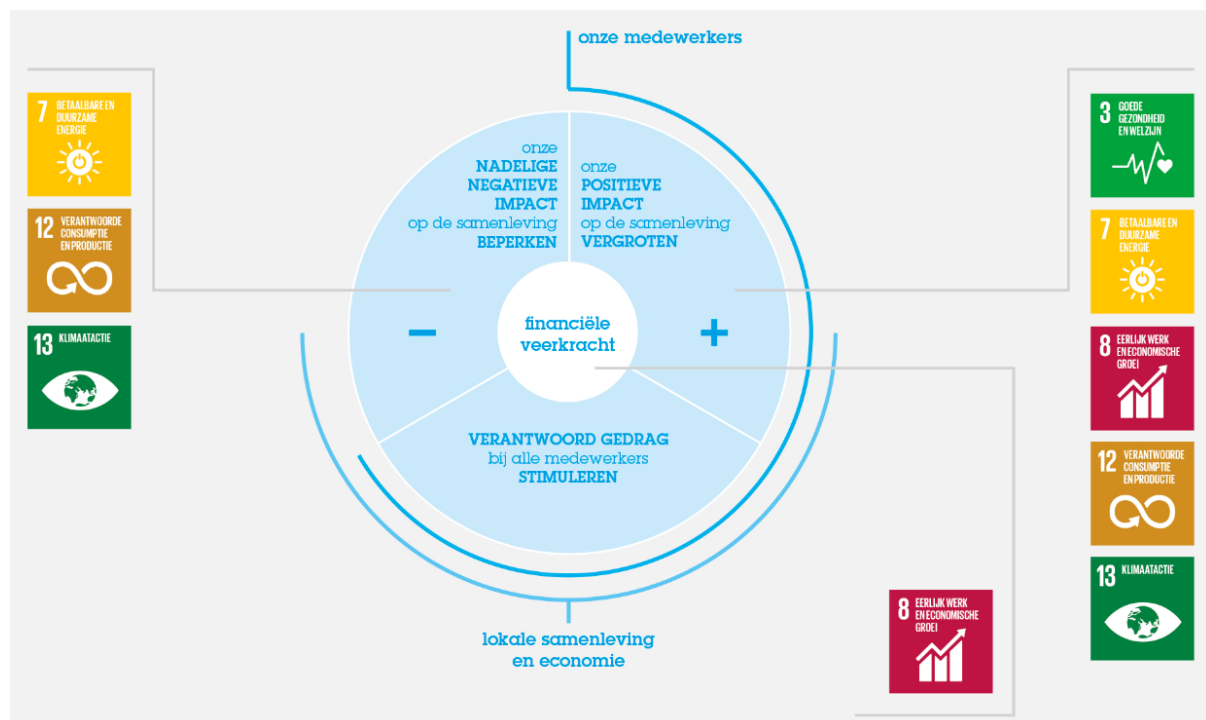 onze medewerkers
7 BETAALBARE EN
DUURZAME
ENERGIE
12 VERANTWOORDE
CONSUMPTIE
EN PRODUCTIE
13 KLIMAATACTIE
onze
NADELIGE
NEGATIEVE
IMPACT
op de samenleving
BEPERKEN
onze
POSITIEVE
IMPACT
op de samenleving
VERGROTEN
−
financiële
veerkracht
+
VERANTWOORD GEDRAG
bij alle medewerkers
STIMULEREN
lokale samenleving
en economie
3 GOEDE
GEZONDHEID
EN WELZIJN
7 BETAALBARE EN
DUURZAME
ENERGIE
8 EERLIJK WERK
EN ECONOMISCHE
GROEI
12 VERANTWOORDE
CONSUMPTIE
EN PRODUCTIE
13 KLIMAATACTIE
8 EERLIJK WERK
EN ECONOMISCHE
GROEI